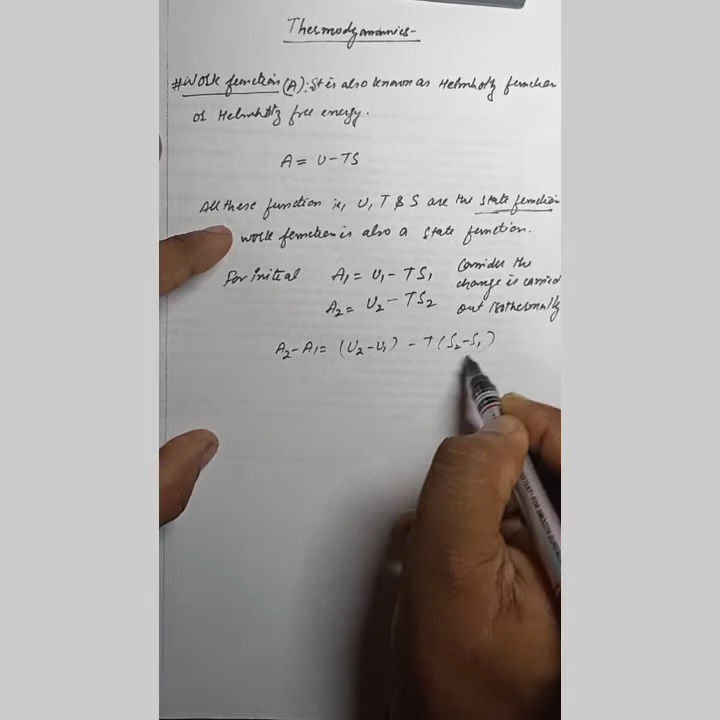 Thermodynamics-
#Work function (A): It is also known as Helmholtz function
or Helmholtz free energy.
A = U - TS
All these function ie, U, T & S are the state function
work function is also a state function.
For initial A₁ = U₁ - TS₁
A₂ = U₂ - TS₂
Consider the
change is carried
out isothermally
A₂-A₁ = (U₂-U₁) - T(S₂-S₁)